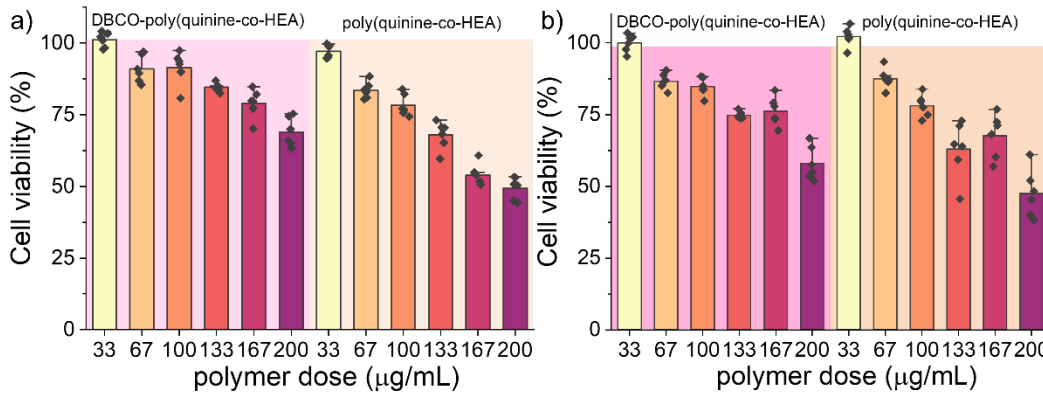 a)
DBCO-poly(quinine-co-HEA) poly(quinine-co-HEA)
Cell viability (%)
100
75
50
25
0
33 67 100 133 167 200 33 67 100 133 167 200
polymer dose (μg/mL)
b)
DBCO-poly(quinine-co-HEA) poly(quinine-co-HEA)
Cell viability (%)
100
75
50
25
0
33 67 100 133 167 200 33 67 100 133 167 200
polymer dose (μg/mL)